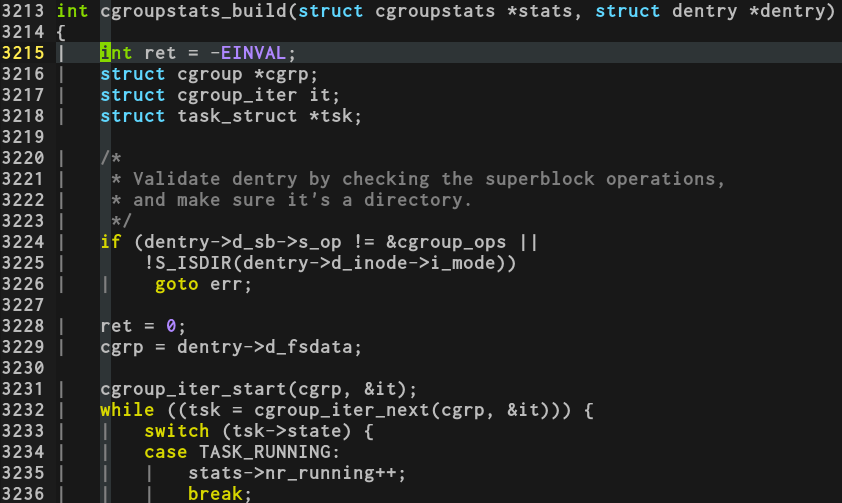 3213 int cgroupstats_build(struct cgroupstats *stats, struct dentry *dentry)
3214 {
3215 |   int ret = -EINVAL;
3216 |   struct cgroup *cgrp;
3217 |   struct cgroup_iter it;
3218 |   struct task_struct *tsk;
3219
3220 |   /*
3221 |    * Validate dentry by checking the superblock operations,
3222 |    * and make sure it's a directory.
3223 |    */
3224 |   if (dentry->d_sb->s_op != &cgroup_ops ||
3225 |       !S_ISDIR(dentry->d_inode->i_mode))
3226 |   |    goto err;
3227
3228 |   ret = 0;
3229 |   cgrp = dentry->d_fsdata;
3230
3231 |   cgroup_iter_start(cgrp, &it);
3232 |   while ((tsk = cgroup_iter_next(cgrp, &it))) {
3233 |   |   switch (tsk->state) {
3234 |   |   case TASK_RUNNING:
3235 |   |   |   stats->nr_running++;
3236 |   |   |   break;